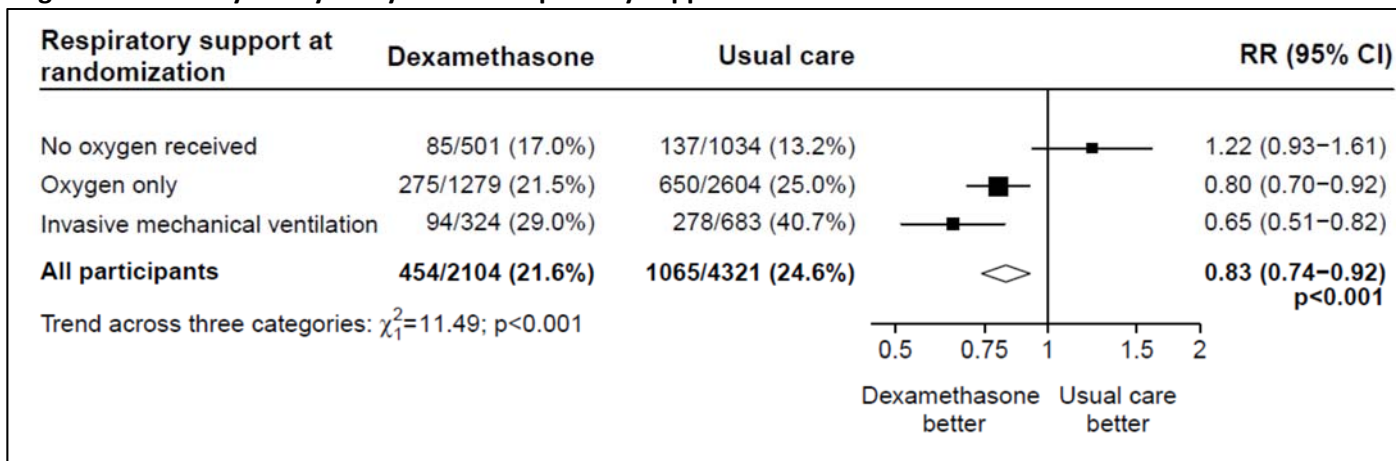 Respiratory support at randomization Dexamethasone Usual care RR (95% CI)
No oxygen received 85/501 (17.0%) 137/1034 (13.2%) 1.22 (0.93−1.61)
Oxygen only 275/1279 (21.5%) 650/2604 (25.0%) 0.80 (0.70−0.92)
Invasive mechanical ventilation 94/324 (29.0%) 278/683 (40.7%) 0.65 (0.51−0.82)
All participants 454/2104 (21.6%) 1065/4321 (24.6%) 0.83 (0.74−0.92)
p<0.001
Trend across three categories: χ²₁=11.49; p<0.001
0.5 0.75 1 1.5 2
Dexamethasone better Usual care better